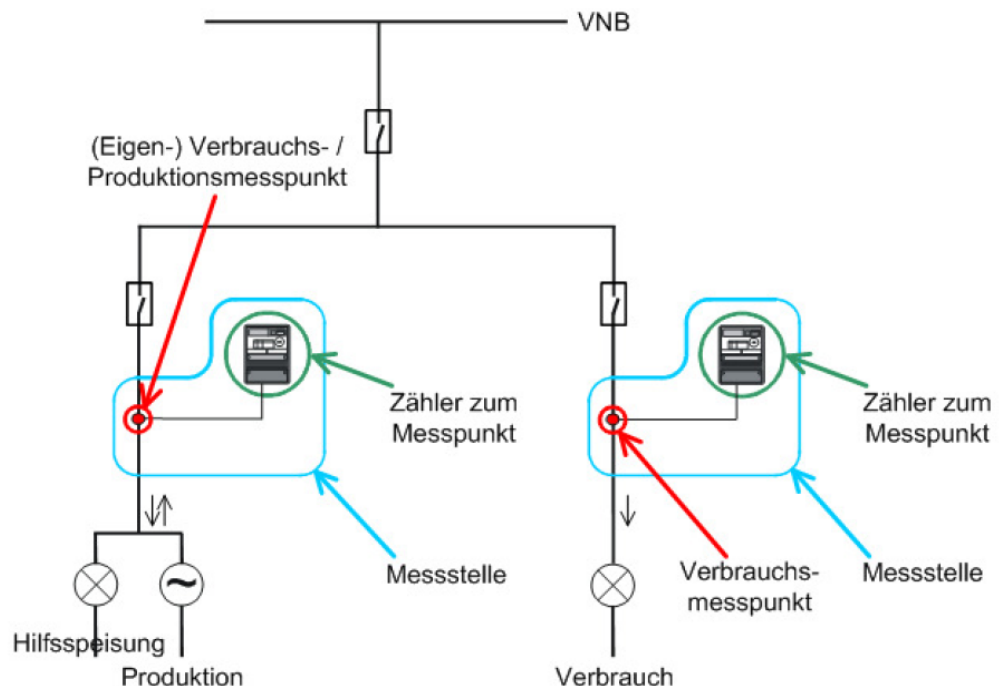 VNB
(Eigen-) Verbrauchs- /
Produktionsmesspunkt
Zähler zum
Messpunkt
Zähler zum
Messpunkt
Messstelle
Verbrauchs-
messpunkt
Messstelle
Hilfsspeisung
Produktion
Verbrauch